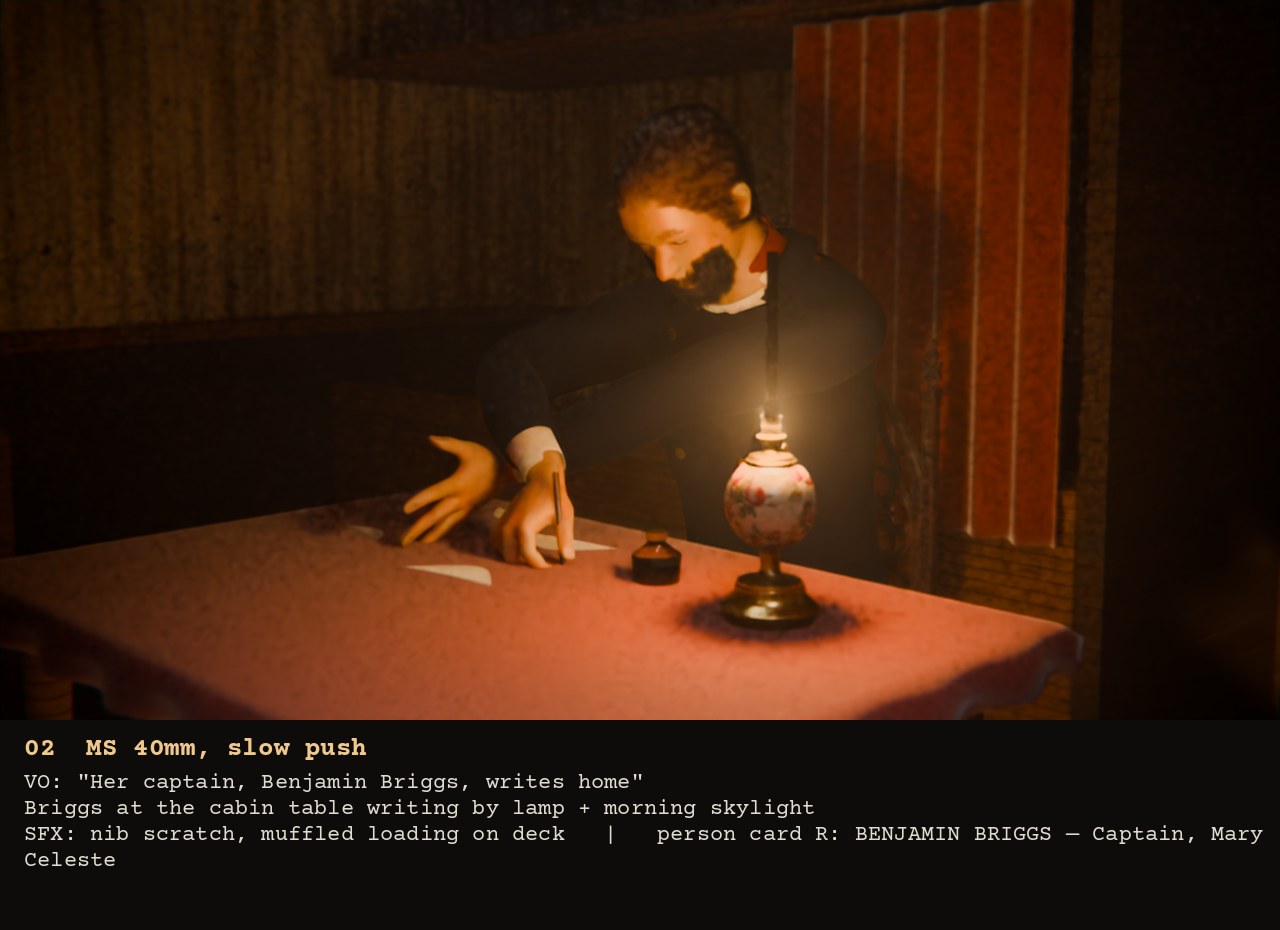 02  MS 40mm, slow push
VO: "Her captain, Benjamin Briggs, writes home"
Briggs at the cabin table writing by lamp + morning skylight
SFX: nib scratch, muffled loading on deck   |   person card R: BENJAMIN BRIGGS — Captain, Mary
Celeste